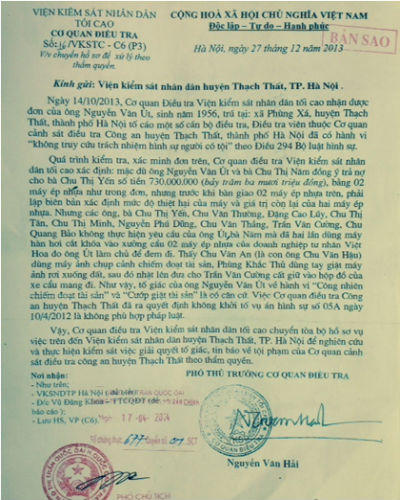 VIỆN KIỂM SÁT NHÂN DÂN
TỐI CAO
CƠ QUAN ĐIỀU TRA
Số: /VKSTC - C6 (P3)
V/v chuyển hồ sơ để xử lý theo
thẩm quyền.
CỘNG HOÀ XÃ HỘI CHỦ NGHĨA VIỆT NAM
Độc lập – Tự do – Hạnh phúc
BẢN SAO
Hà Nội, ngày 27 tháng 12 năm 2013
Kính gửi: Viện kiểm sát nhân dân huyện Thạch Thất, TP. Hà Nội .
Ngày 14/10/2013, Cơ quan Điều tra Viện kiểm sát nhân dân tối cao nhận được
đơn của ông Nguyễn Văn Út, sinh năm 1956, trú tại: xã Phùng Xá, huyện Thạch
Thất, thành phố Hà Nội tố cáo một số cán bộ điều tra, Điều tra viên thuộc Cơ quan
cảnh sát điều tra Công an huyện Thạch Thất, thành phố Hà Nội đã có hành vi
"không truy cứu trách nhiệm hình sự người có tội" theo Điều 294 Bộ luật hình sự.
Quá trình kiểm tra, xác minh đơn trên, Cơ quan điều tra Viện kiểm sát nhân
dân tối cao xác định: mặc dù ông Nguyễn Văn Út và bà Chu Thị Năm đồng ý trả nợ
cho bà Chu Thị Yến số tiền 730.000.000 (bảy trăm ba mươi triệu đồng), bằng 02
máy ép nhựa như trong đơn, nhưng trước khi bàn giao 02 máy ép nhựa trên, phải
lập biên bản xác định mức độ thiệt hại của máy và giá trị còn lại của hai máy ép
nhựa. Nhưng các ông, bà Chu Thị Yến, Chu Văn Thường, Đặng Cao Lũy, Chu Thị
Tân, Chu Thị Minh, Nguyễn Phú Dũng, Chu Văn Thắng, Trần Văn Cường, Chu
Quang Bảo không thực hiện yêu cầu của ông Út, bà Năm mà đã hai lần dùng máy
hàn hơi cắt khóa vào xưởng cẩu 02 máy ép nhựa của doanh nghiệp tư nhân Việt
Hoa do ông Út làm chủ để đem đi. Thấy Chu Văn An (là con ông Chu Văn Hậu)
dùng máy ảnh chụp cảnh chiếm đoạt tài sản, Phùng Khắc Thủ dùng tay giật máy
ảnh rơi xuống đất, sau đó nhặt lên đưa cho Trần Văn Cường cất giữ vào hộp đồ của
xe cẩu mang đi. Như vậy, tố giác của ông Nguyễn Văn Út về hành vi "Công nhiên
chiếm đoạt tài sản" và "Cướp giật tài sản" là có căn cứ. Việc Cơ quan điều tra Công
an huyện Thạch Thất đã ra quyết định không khởi tố vụ án hình sự số 05A ngày
10/4/2012 là không phù hợp pháp luật.
Vậy, Cơ quan điều tra Viện kiểm sát nhân dân tối cao chuyển toàn bộ hồ sơ vụ
việc trên đến Viện kiểm sát nhân dân huyện Thạch Thất, TP. Hà Nội để nghiên cứu
và thực hiện kiểm sát việc giải quyết tố giác, tin báo về tội phạm của Cơ quan cảnh
sát điều tra công an huyện Thạch Thất theo thẩm quyền.
Nơi nhận:
- Như trên;
- VKSNDTP Hà Nội
- Đ/c Vũ Đăng Khoa – TTCQĐT
báo cáo );
- Lưu HS, VP (C6).
17 -04- 2014
PHÓ THỦ TRƯỞNG CƠ QUAN ĐIỀU TRA
Nguyễn Văn Hải
PHÓ CHỦ TỊCH